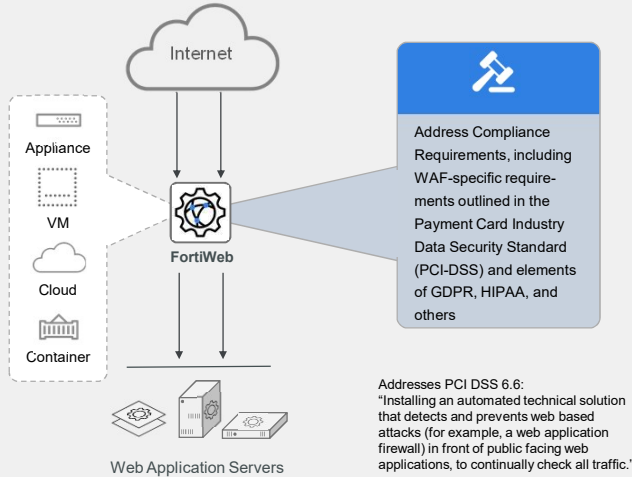 Internet
Appliance
VM
Cloud
Container
FortiWeb
Web Application Servers
Address Compliance
Requirements, including
WAF-specific require-
ments outlined in the
Payment Card Industry
Data Security Standard
(PCI-DSS) and elements
of GDPR, HIPAA, and
others
Addresses PCI DSS 6.6:
“Installing an automated technical solution
that detects and prevents web based
attacks (for example, a web application
firewall) in front of public facing web
applications, to continually check all traffic.”